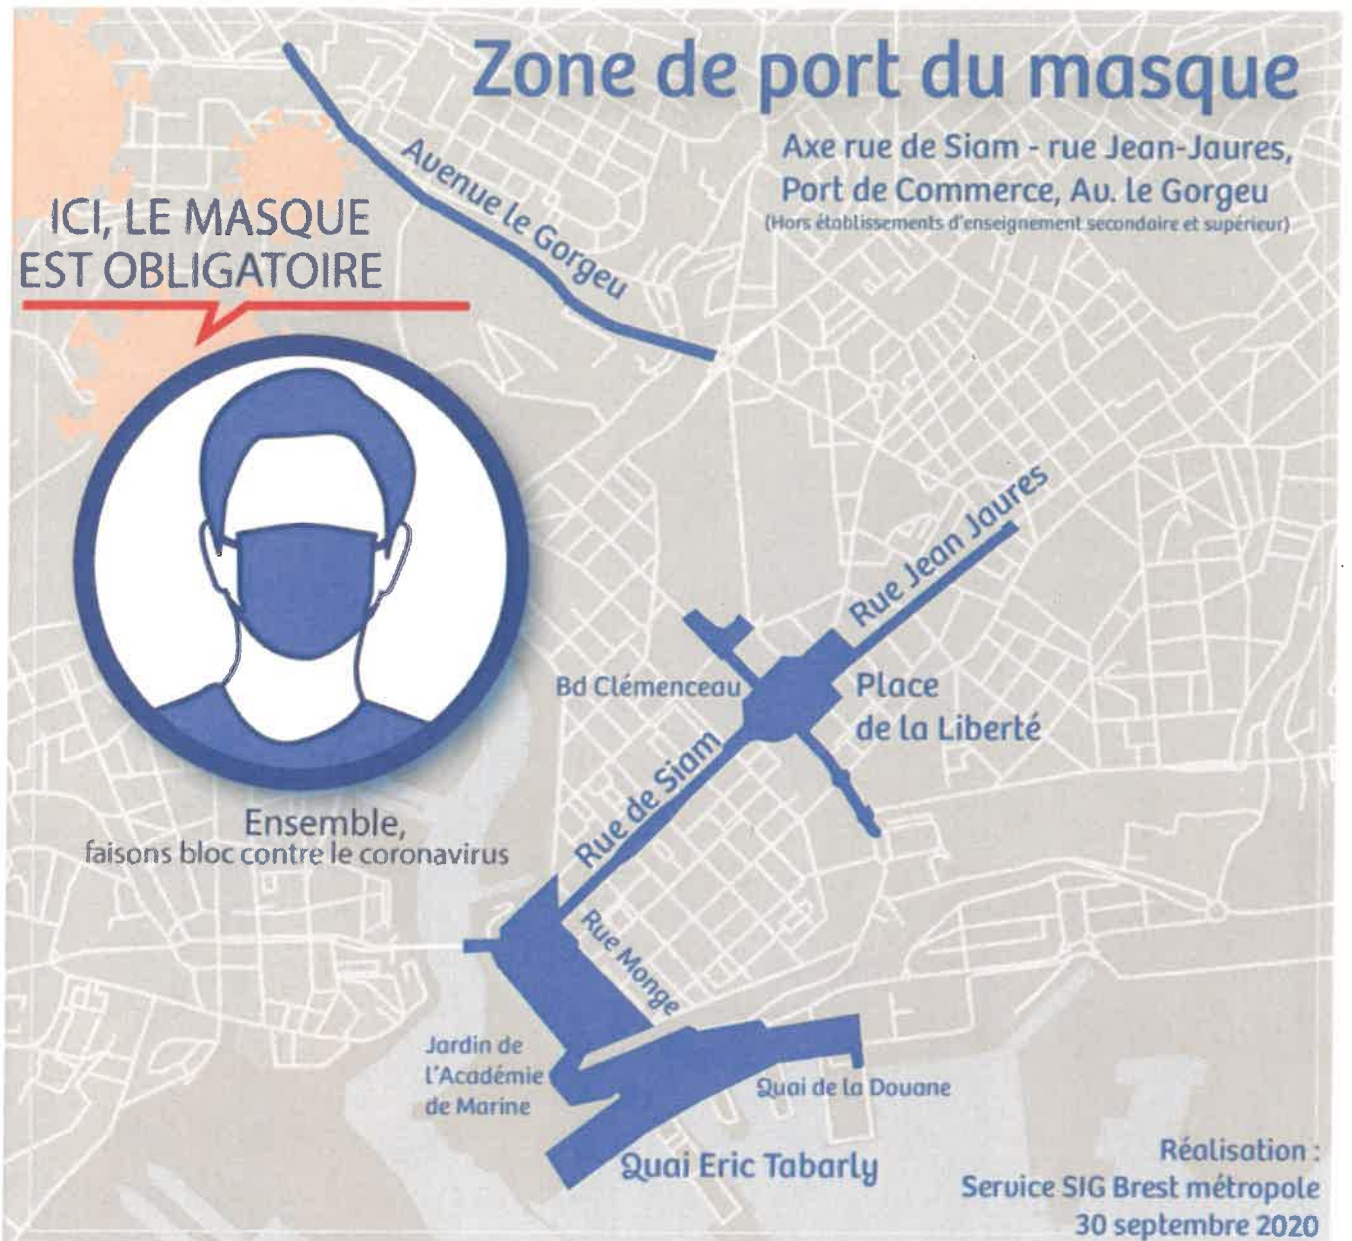 Zone de port du masque
Axe rue de Siam - rue Jean-Jaures,
Port de Commerce, Au. le Gorgeu
(Hors établissements d'enseignement secondaire et supérieur)
Avenue le Gorgeu
ICI, LE MASQUE
EST OBLIGATOIRE
Ensemble,
faisons bloc contre le coronavirus
Rue Jean Jaures
Bd Clémenceau
Place
de la Liberté
Rue de Siam
Rue Monge
Jardin de
l'Académie
de Marine
Quai de la Douane
Quai Eric Tabarly
Réalisation :
Service SIG Brest métropole
30 septembre 2020